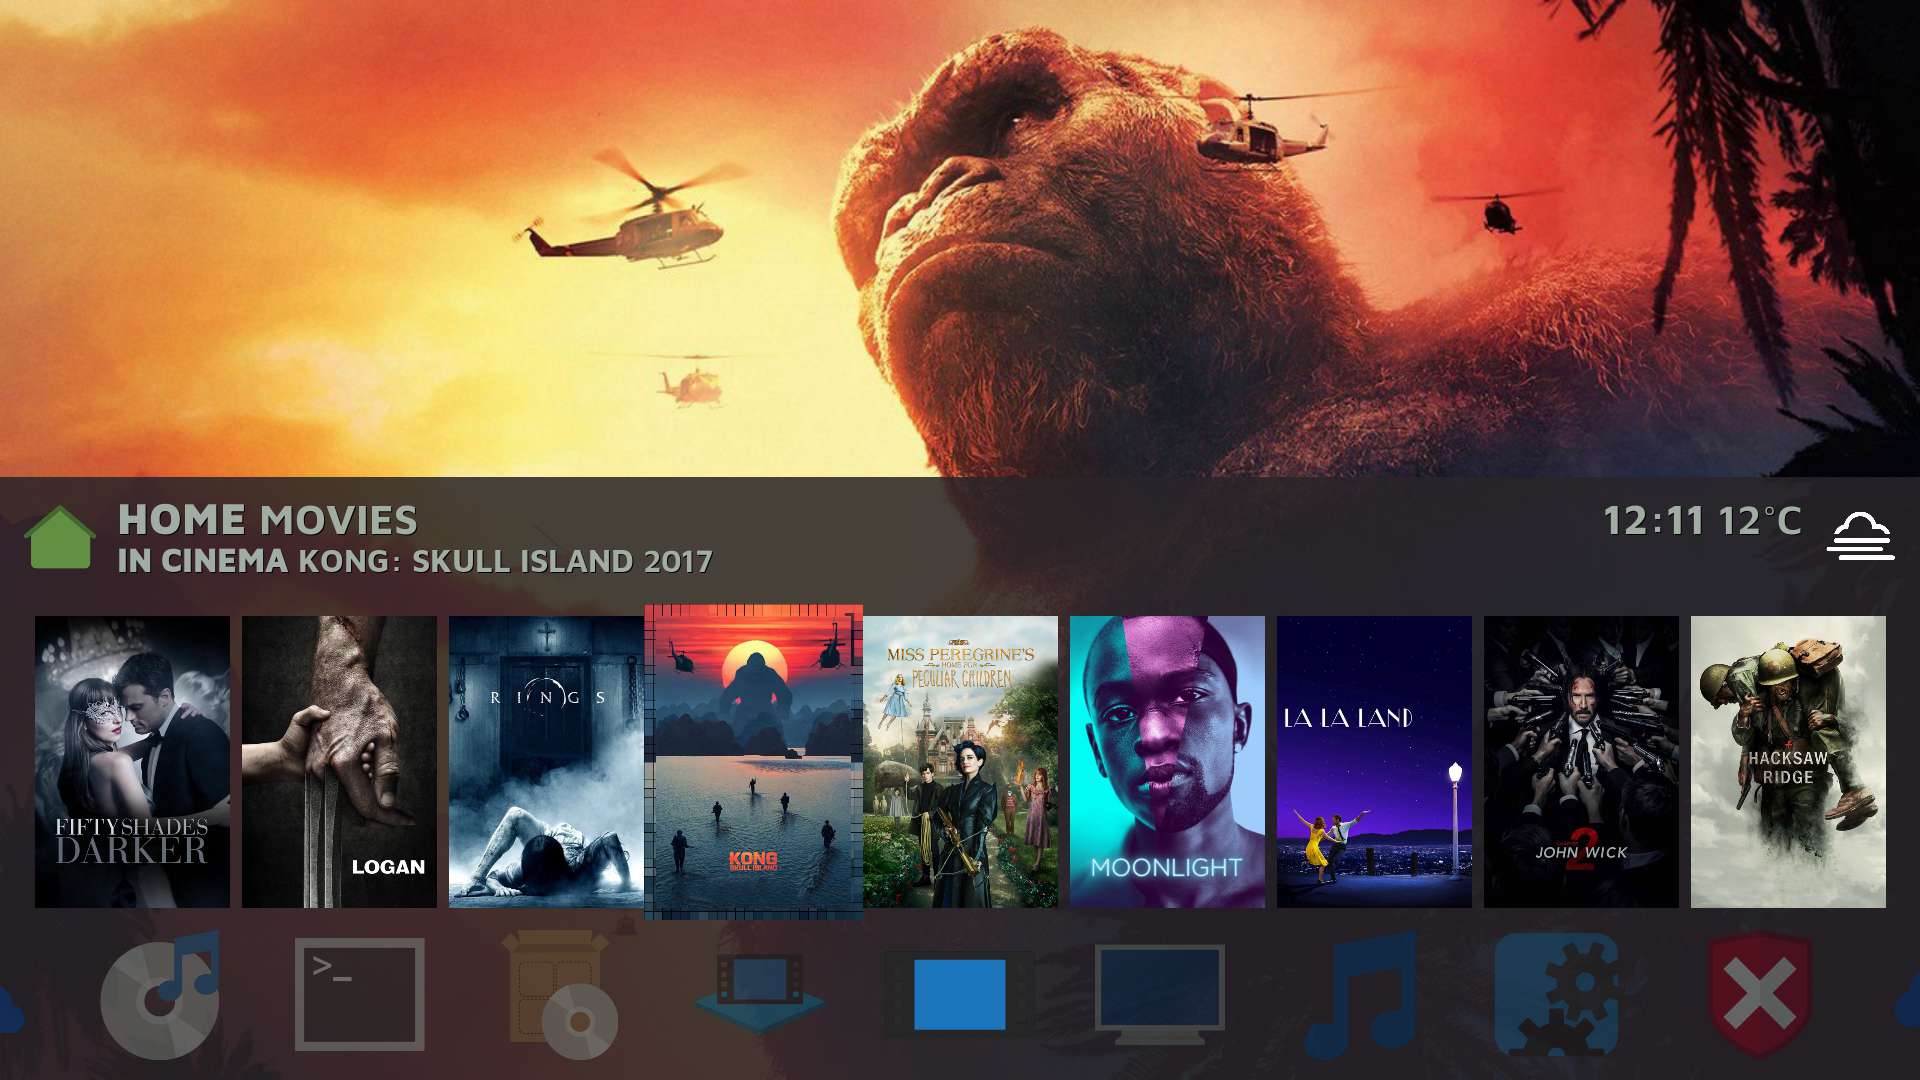 HOME MOVIES
IN CINEMA KONG: SKULL ISLAND 2017
12:11 12°C
FIFTY SHADES
DARKER
LOGAN
RINGS
KONG
SKULL ISLAND
MISS PEREGRINE'S
HOME FOR
PECULIAR CHILDREN
MOONLIGHT
LA LA LAND
2
JOHN WICK
HACKSAW
RIDGE
>_